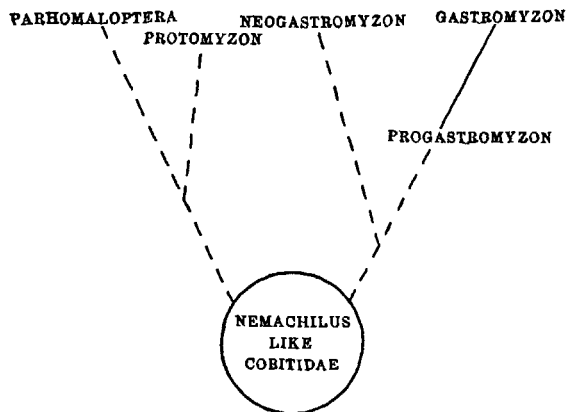 PARHOMALOPTERA
PROTOMYZON
NEOGASTROMYZON
GASTROMYZON
PROGASTROMYZON
NEMACHILUS
LIKE
COBITIDAE